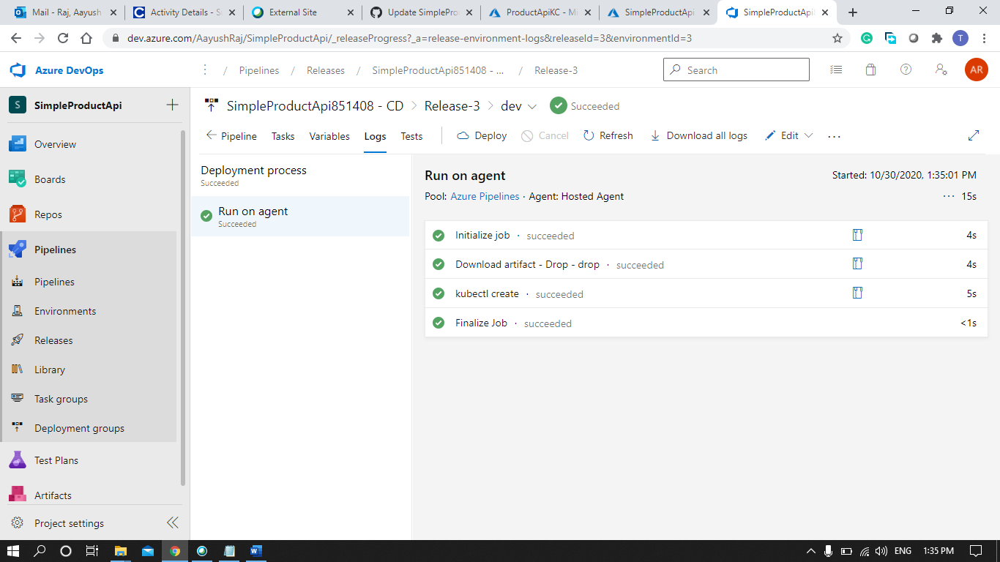 Mail - Raj, Aayush
Activity Details - S
External Site
Update SimplePro
ProductApiKC - Mi
SimpleProductApi
SimpleProductApi
dev.azure.com/AayushRaj/SimpleProductApi/_releaseProgress?_a=release-environment-logs&releaseId=3&environmentId=3
T
Azure DevOps
/ Pipelines / Releases / SimpleProductApi851408 - ... / Release-3
Search
AR
S SimpleProductApi
Overview
Boards
Repos
Pipelines
Pipelines
Environments
Releases
Library
Task groups
Deployment groups
Test Plans
Artifacts
Project settings
SimpleProductApi851408 - CD > Release-3 > dev Succeeded
Pipeline Tasks Variables Logs Tests Deploy Cancel Refresh Download all logs Edit ...
Deployment process
Succeeded
Run on agent
Succeeded
Run on agent Started: 10/30/2020, 1:35:01 PM
Pool: Azure Pipelines · Agent: Hosted Agent ... 15s
Initialize job · succeeded 4s
Download artifact - Drop - drop · succeeded 4s
kubectl create · succeeded 5s
Finalize Job · succeeded <1s
ENG 1:35 PM